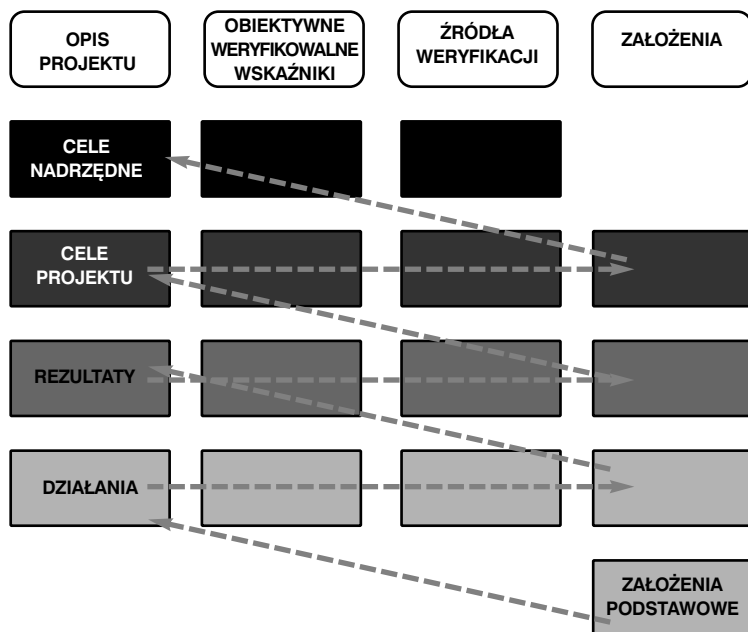 OPIS
PROJEKTU
OBIEKTYWNE
WERYFIKOWALNE
WSKAŹNIKI
ŹRÓDŁA
WERYFIKACJI
ZAŁOŻENIA
CELE
NADRZĘDNE
CELE
PROJEKTU
REZULTATY
DZIAŁANIA
ZAŁOŻENIA
PODSTAWOWE